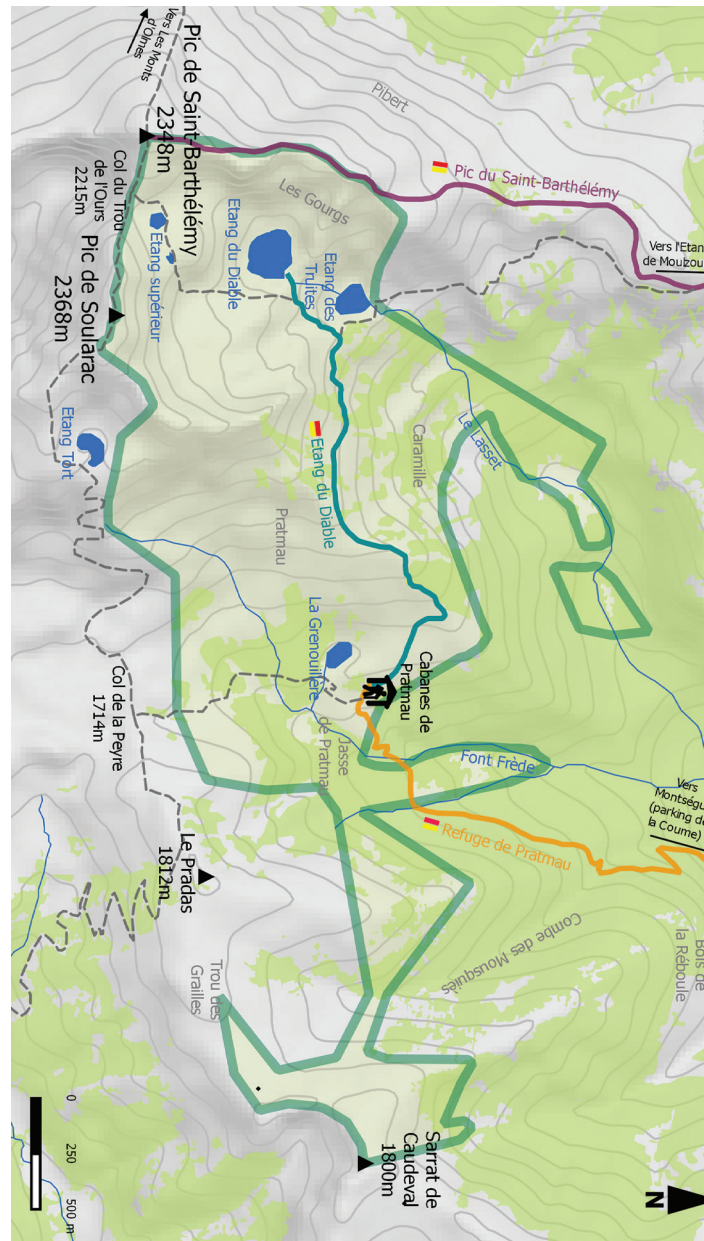 Vers Les Monts
d'Olmes
Pic de Saint-Barthélémy
2348m
Pibert
Pic du Saint-Barthélémy
Vers l'Etan
de Moulzou
Les Gourgs
Col du Trou
de l'Ours
2215m
Etang supérieur
Etang du Diable
Etang des
Truites
Pic de Soularac
2368m
Etang Tort
Etang du Diable
Caramille
Le Lasset
Pratmau
La Grenouillère
Cabanes de
Pratmau
Col de la Peyre
1714m
Jasse
de Pratmau
Font Frède
Vers
Montségu
(parking de
la Coume)
Refuge de Pratmau
Le Pradas
1812m
Combe des Mousquiès
Bois de
la Réboule
Trou des
Grailles
Sarrat de
Caudeval
1800m
N
0
250
500 m